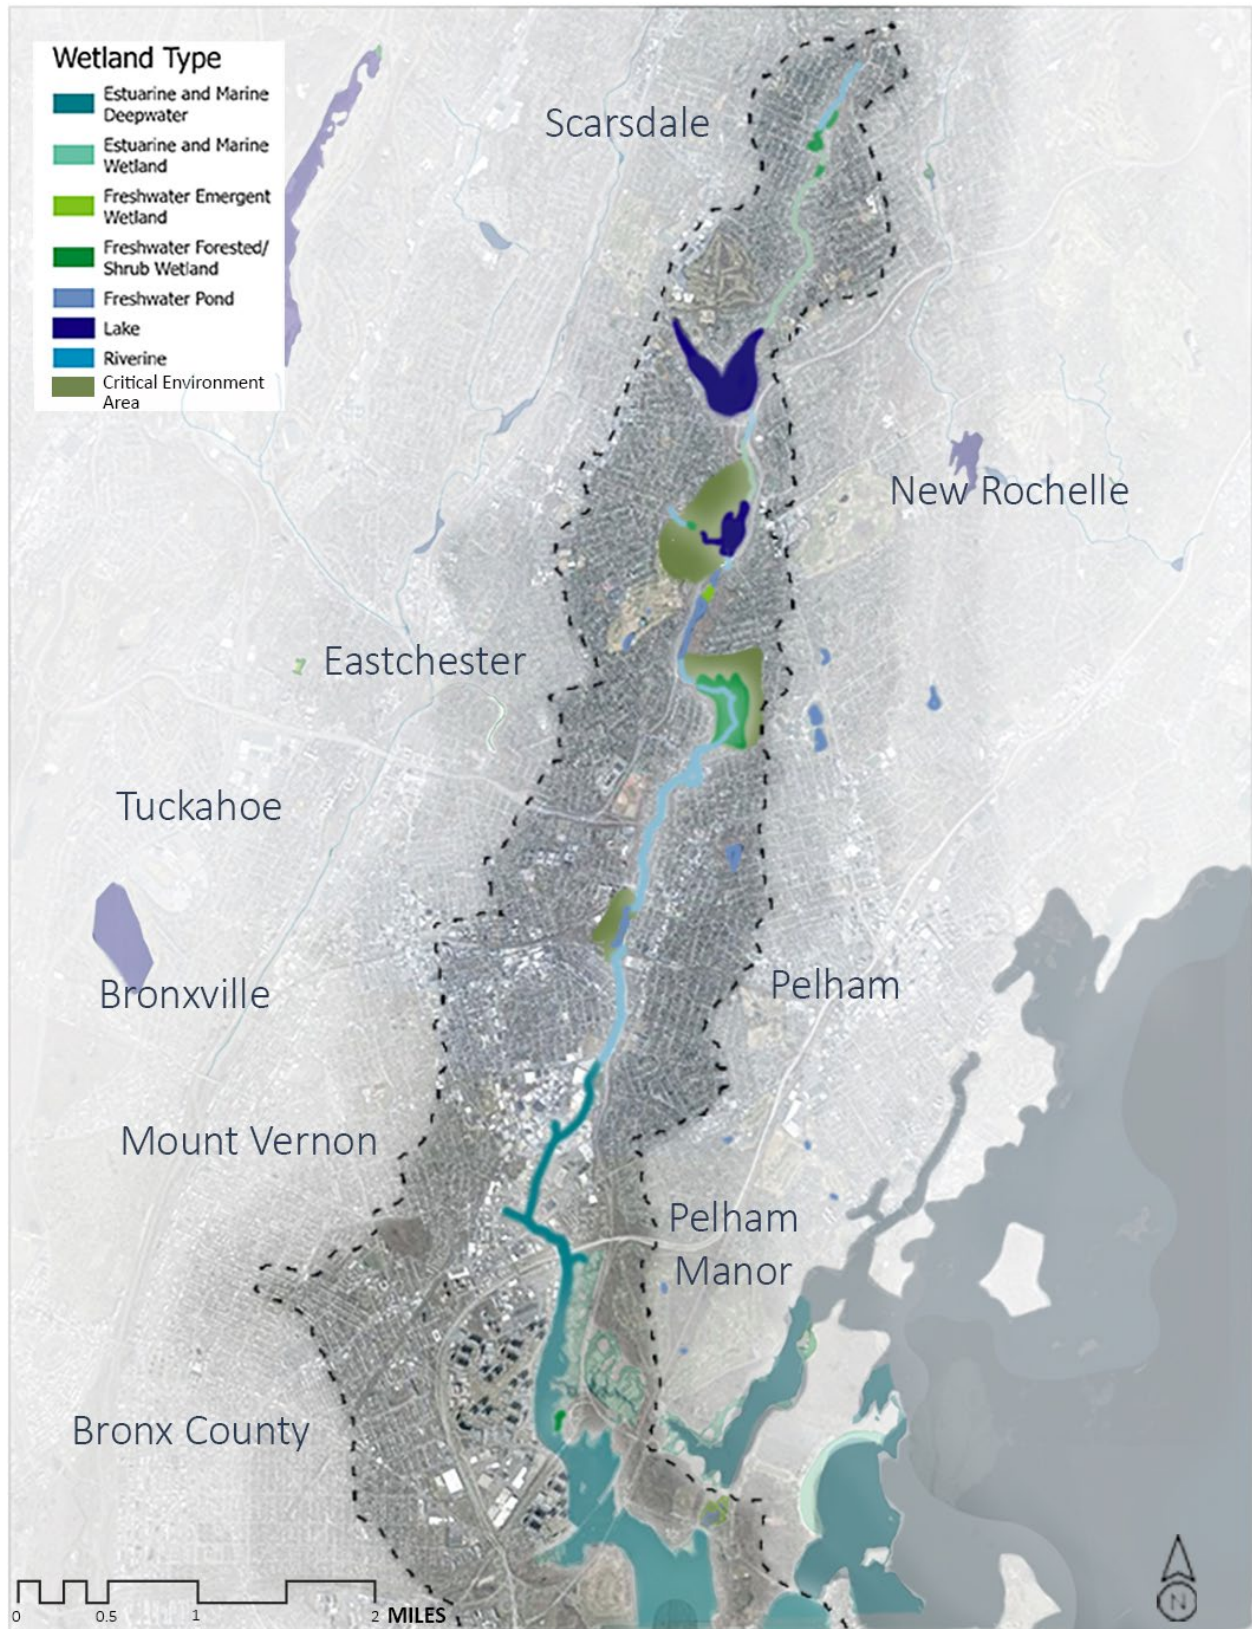 Wetland Type
Estuarine and Marine
Deepwater
Estuarine and Marine
Wetland
Freshwater Emergent
Wetland
Freshwater Forested/
Shrub Wetland
Freshwater Pond
Lake
Riverine
Critical Environment
Area
Scarsdale
New Rochelle
Eastchester
Tuckahoe
Bronxville
Pelham
Mount Vernon
Pelham
Manor
Bronx County
0 0.5 1 2 MILES
N